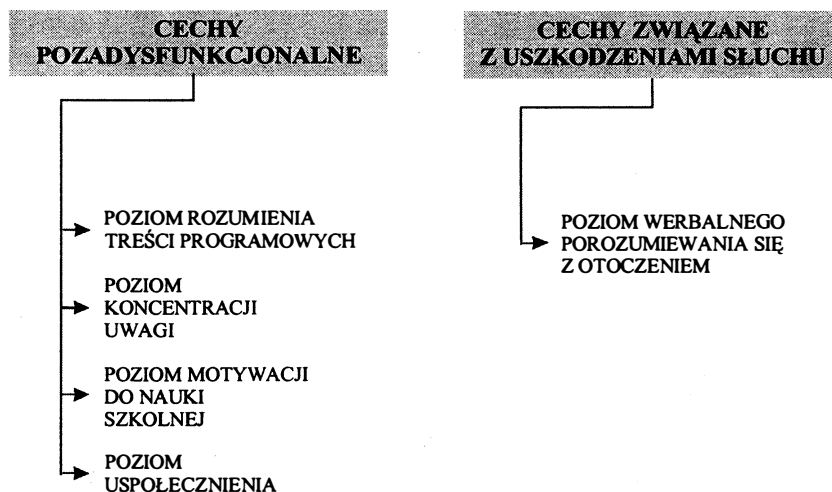 CECHY
POZADYSFUNKCJONALNE
POZIOM ROZUMIENIA
TREŚCI PROGRAMOWYCH
POZIOM
KONCENTRACJI
UWAGI
POZIOM MOTYWACJI
DO NAUKI
SZKOLNEJ
POZIOM
USPOŁECZNIENIA
CECHY ZWIĄZANE
Z USZKODZENIAMI SŁUCHU
POZIOM WERBALNEGO
POROZUMIEWANIA SIĘ
Z OTOCZENIEM